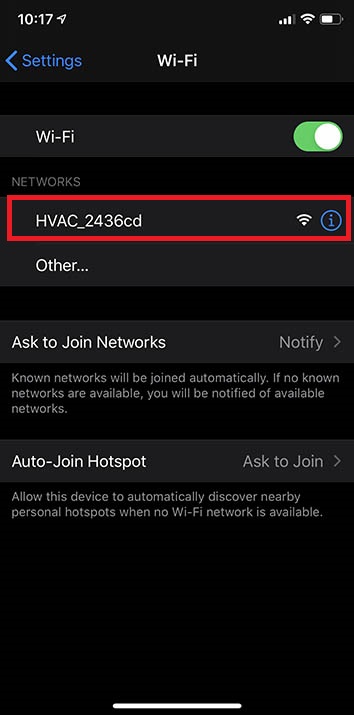 10:17
Settings
Wi-Fi
Wi-Fi
NETWORKS
HVAC_2436cd
Other...
Ask to Join Networks Notify
Known networks will be joined automatically. If no known
networks are available, you will be notified of available
networks.
Auto-Join Hotspot Ask to Join
Allow this device to automatically discover nearby
personal hotspots when no Wi-Fi network is available.